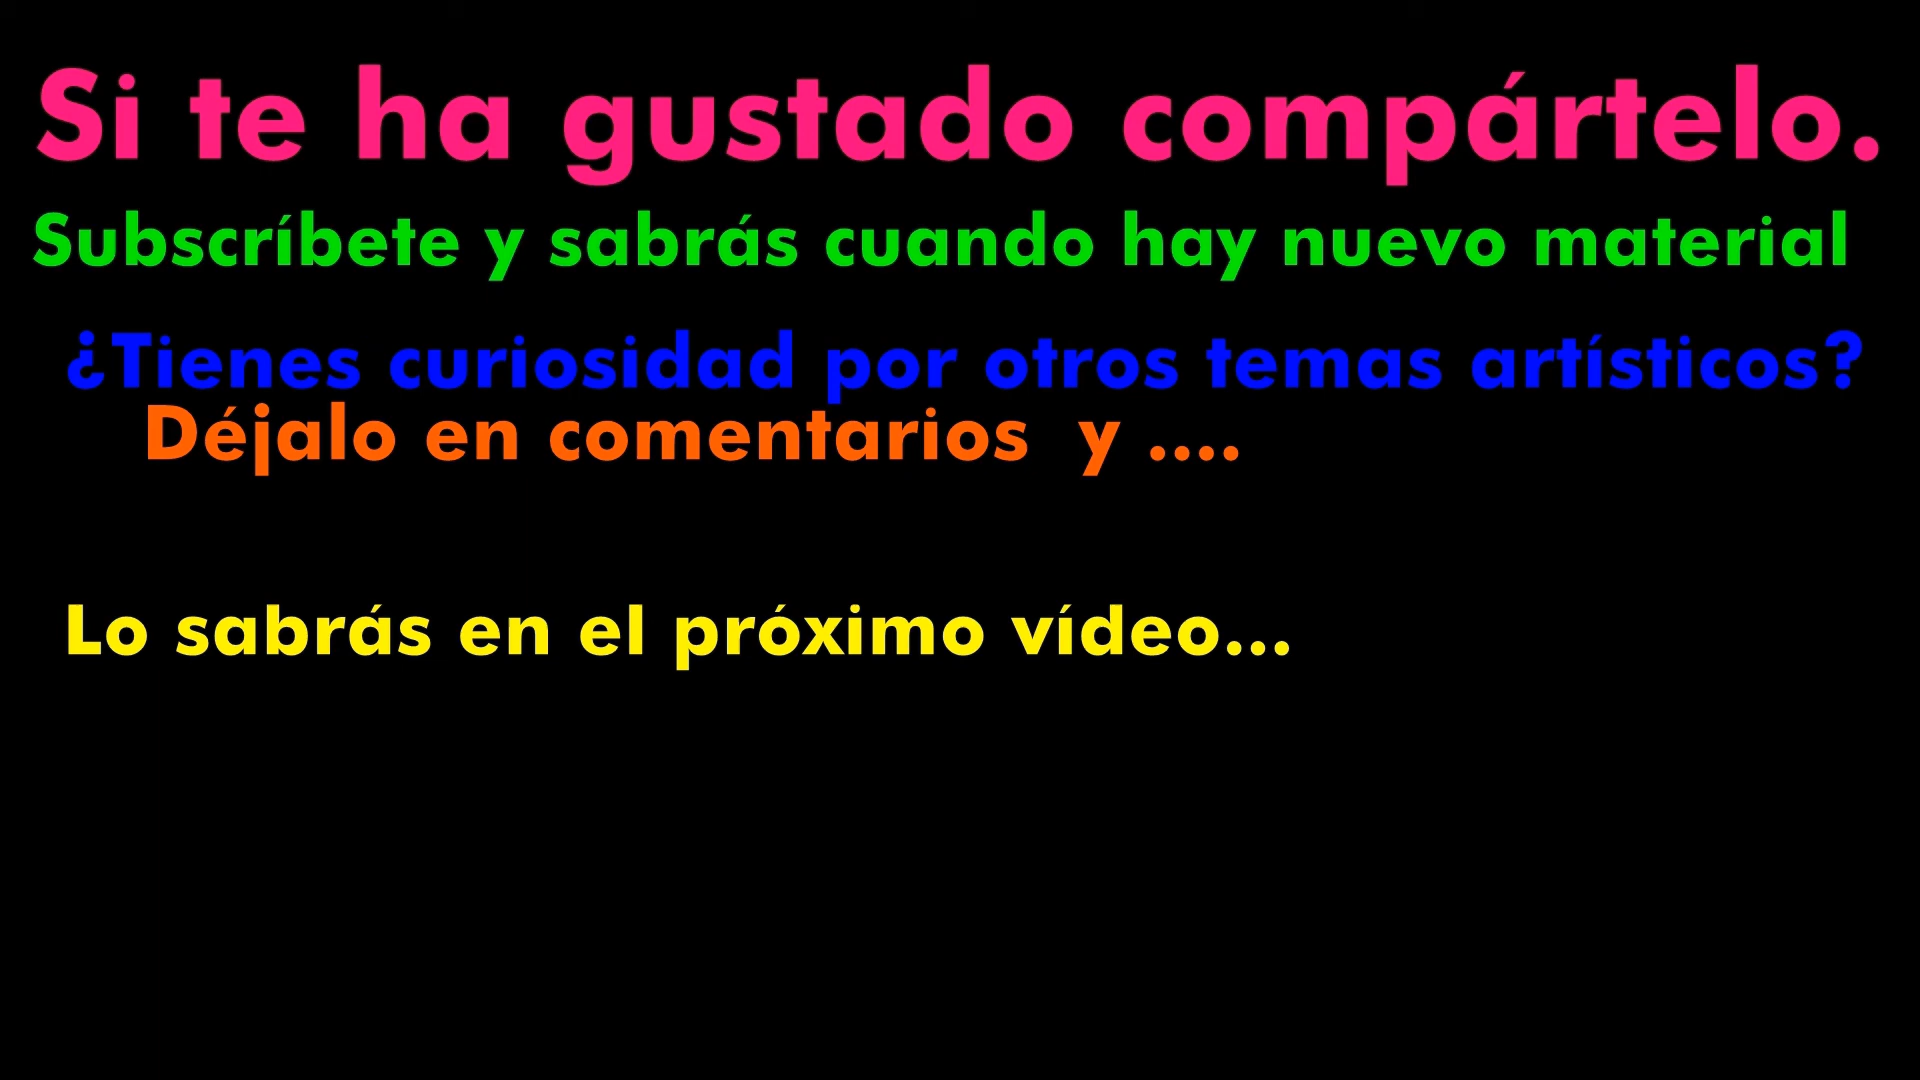 Si te ha gustado compártelo.
Subscríbete y sabrás cuando hay nuevo material
¿Tienes curiosidad por otros temas artísticos?
Déjalo en comentarios  y ....
Lo sabrás en el próximo vídeo...